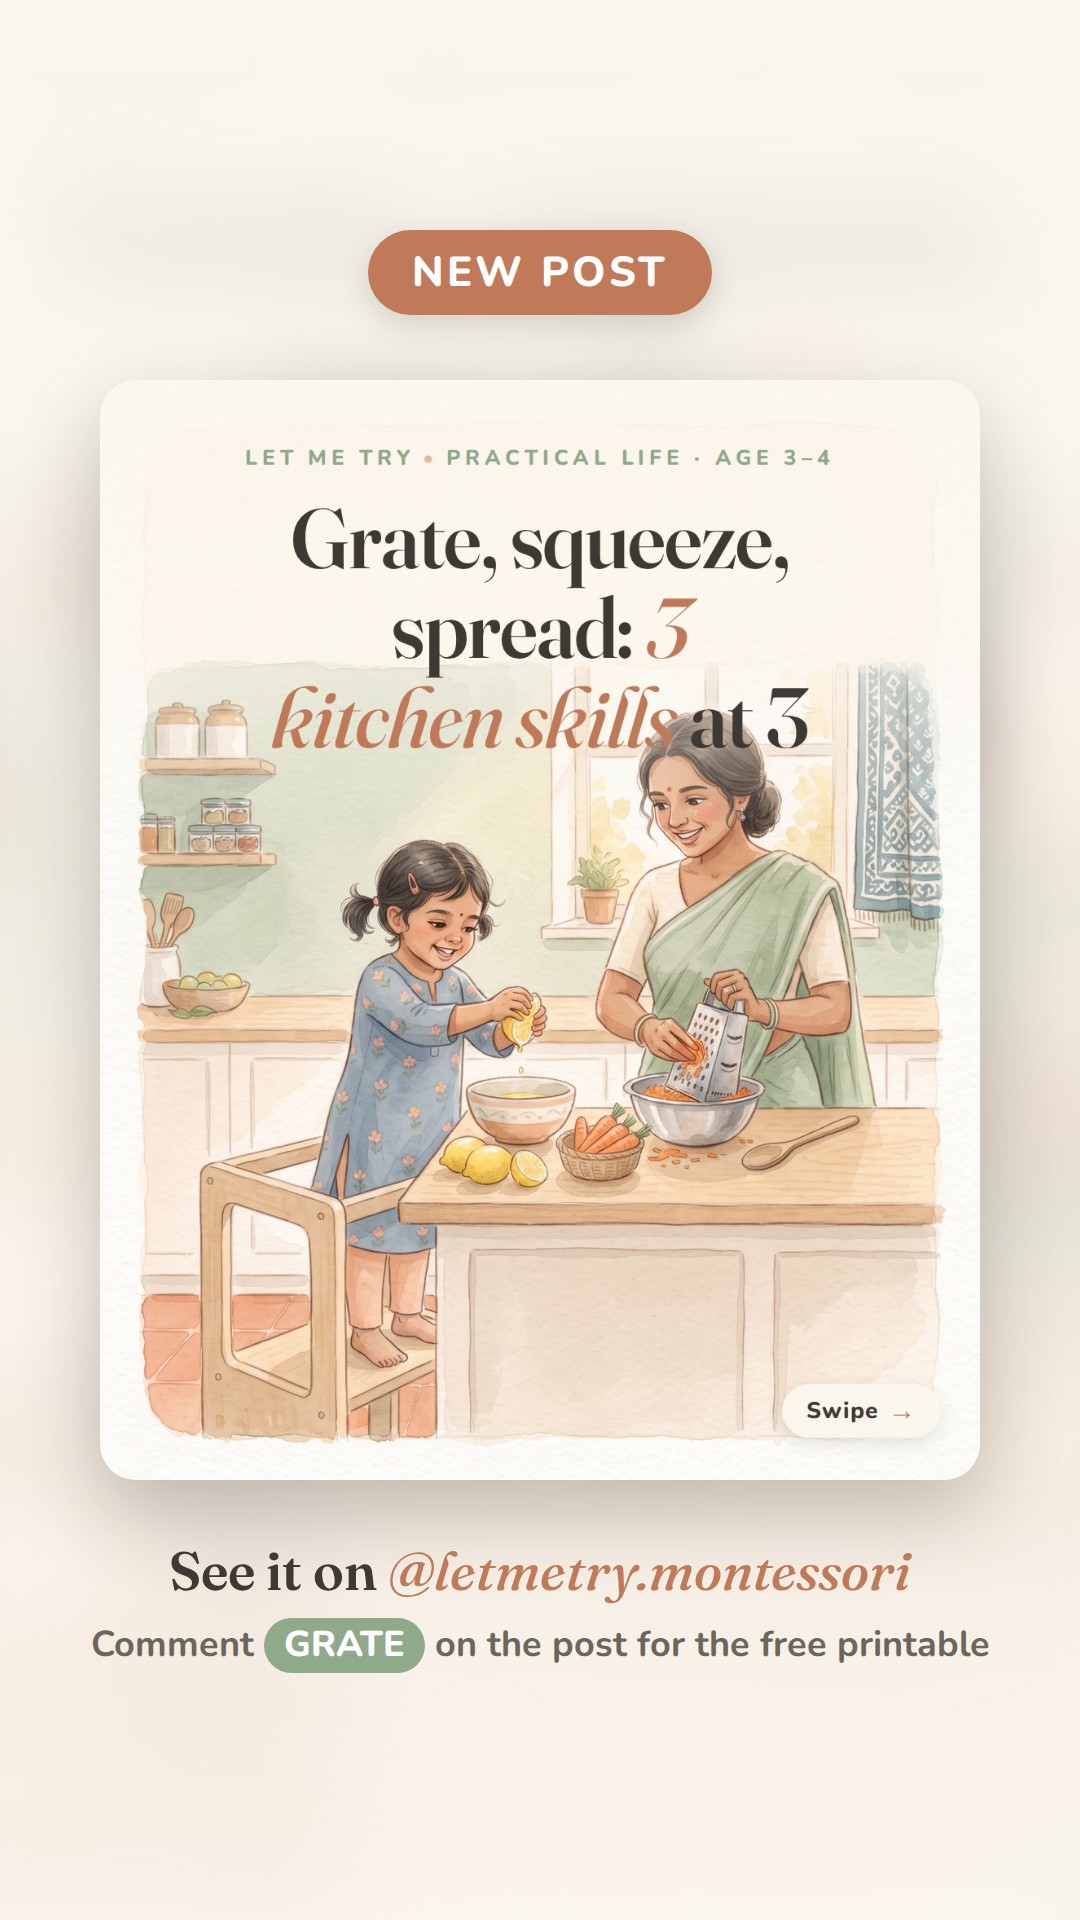 NEW POST
LET ME TRY • PRACTICAL LIFE · AGE 3–4
Grate, squeeze,
spread: 3
kitchen skills at 3
Swipe →
See it on @letmetry.montessori
Comment GRATE on the post for the free printable